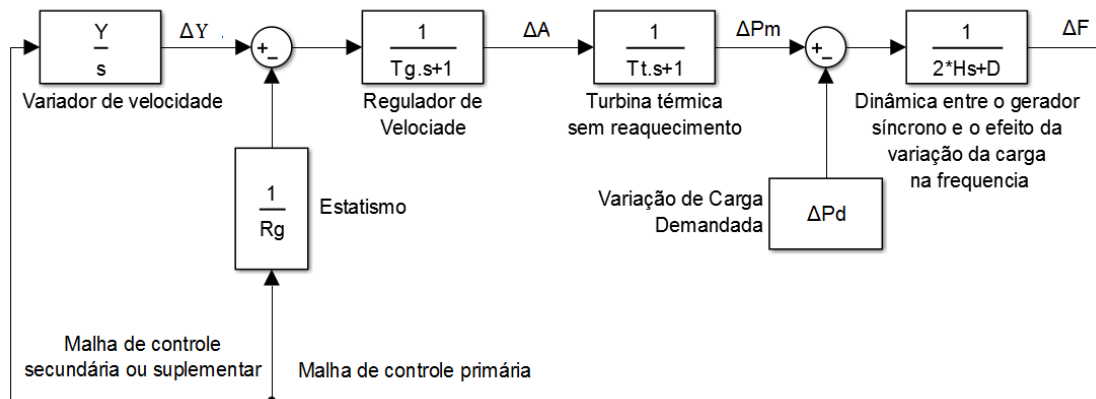 Y
s
Variador de velocidade
ΔY
+
−
1
Tg.s+1
Regulador de
Velociade
ΔA
1
Tt.s+1
Turbina térmica
sem reaquecimento
ΔPm
+
−
1
2*Hs+D
Dinâmica entre o gerador
síncrono e o efeito da
variação da carga
na frequencia
ΔF
1
Rg
Estatismo
Variação de Carga
Demandada
ΔPd
Malha de controle
secundária ou suplementar
Malha de controle primária